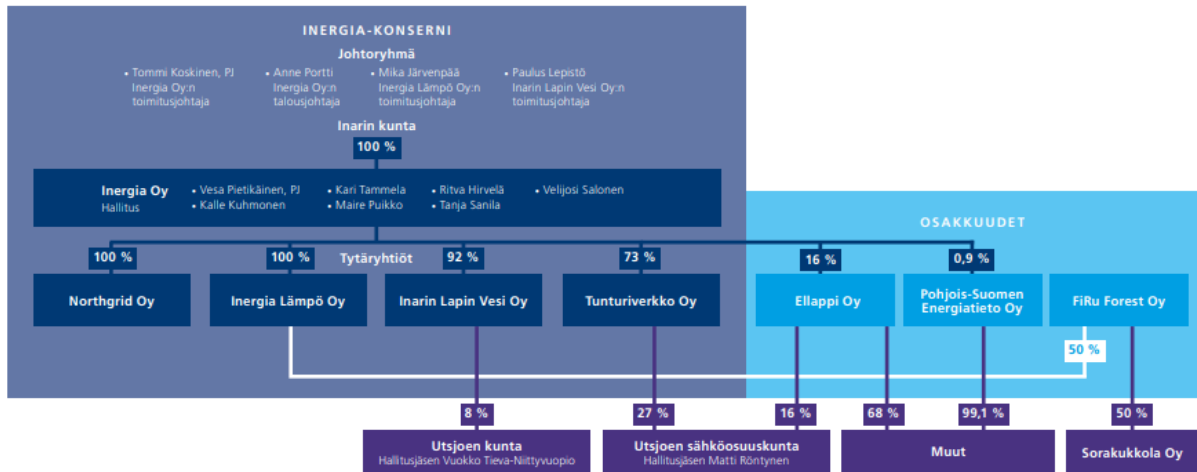 INERGIA-KONSERNI
Johtoryhmä
• Tommi Koskinen, PJ
Inergia Oy:n
toimitusjohtaja
• Anne Portti
Inergia Oy:n
talousjohtaja
• Mika Järvenpää
Inergia Lämpö Oy:n
toimitusjohtaja
• Paulus Lepistö
Inarin Lapin Vesi Oy:n
toimitusjohtaja
Inarin kunta
100 %
Inergia Oy
Hallitus
• Vesa Pietikäinen, PJ
• Kalle Kuhmonen
• Kari Tammela
• Maire Puikko
• Ritva Hirvelä
• Tanja Sanila
• Velijosi Salonen
OSAKKUUDET
100 %
100 %
Tytäryhtiöt
92 %
73 %
16 %
0,9 %
Northgrid Oy
Inergia Lämpö Oy
Inarin Lapin Vesi Oy
Tunturiverkko Oy
Ellappi Oy
Pohjois-Suomen
Energiatieto Oy
FiRu Forest Oy
50 %
8 %
27 %
16 %
68 %
99,1 %
50 %
Utsjoen kunta
Hallitusjäsen Vuokko Tieva-Niittyvuopio
Utsjoen sähköosuuskunta
Hallitusjäsen Matti Röntynen
Muut
Sorakukkola Oy